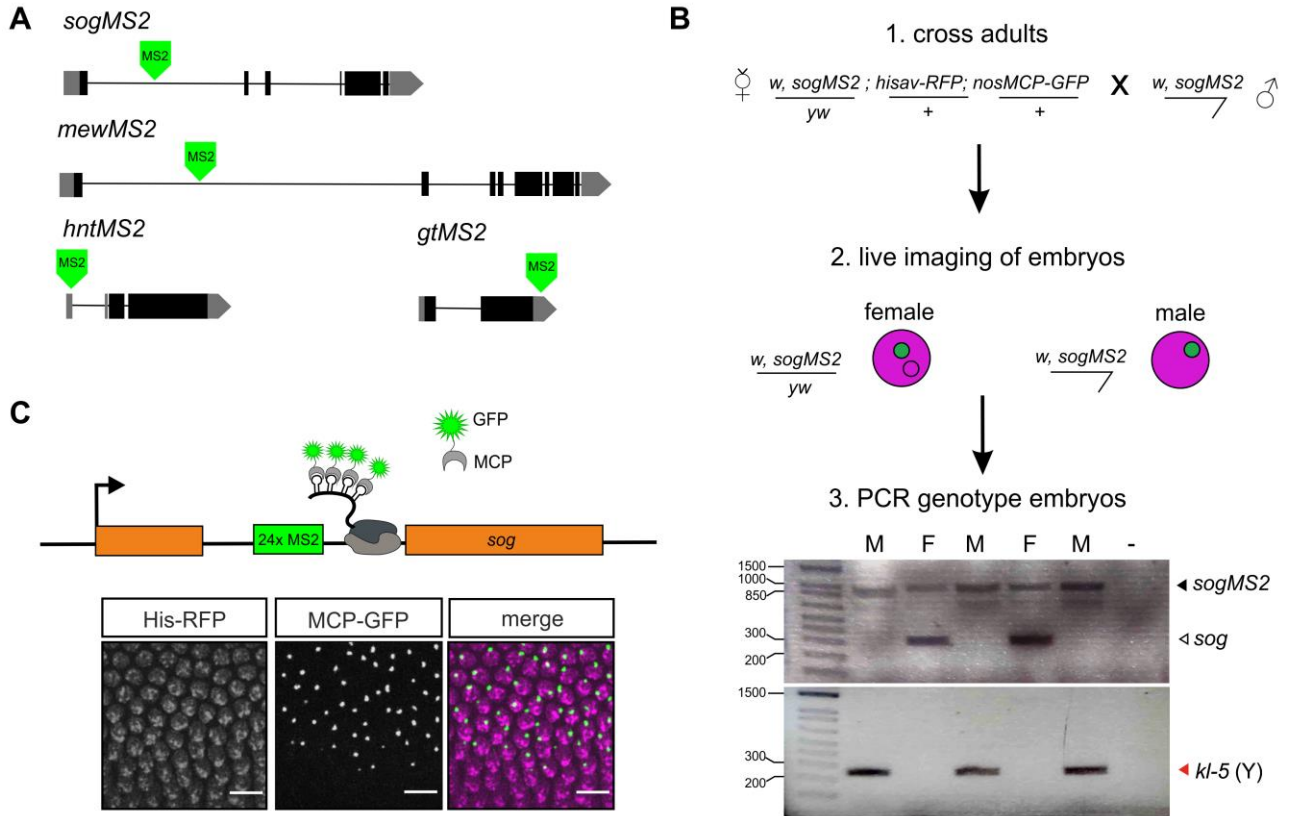 A
sogMS2
MS2
mewMS2
MS2
hntMS2
MS2
gtMS2
MS2
B
1. cross adults
w, sogMS2 ; hisav-RFP; nosMCP-GFP X w, sogMS2
yw + +
2. live imaging of embryos
female male
w, sogMS2
yw
w, sogMS2
3. PCR genotype embryos
M F M F M -
1500
1000
850
300
200
sogMS2
sog
1500
300
200
kl-5 (Y)
C
GFP
MCP
24x MS2
sog
His-RFP MCP-GFP merge